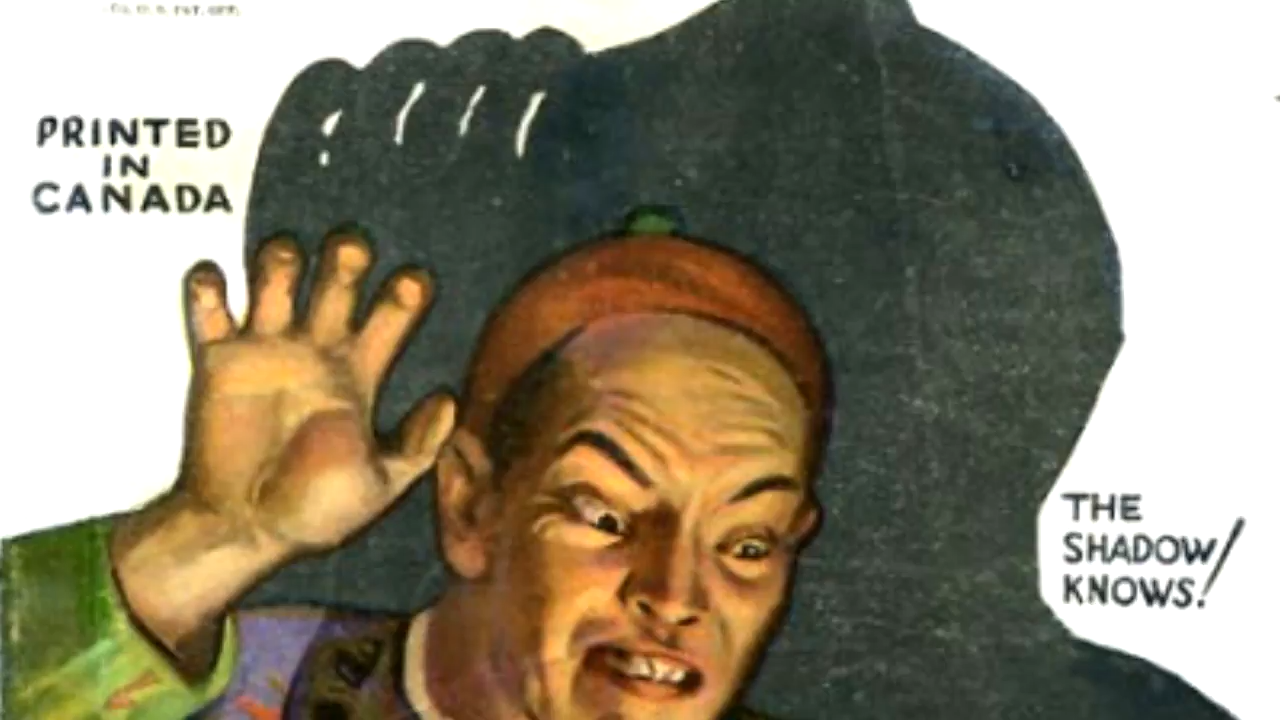 PRINTED
IN
CANADA
THE
SHADOW
KNOWS!